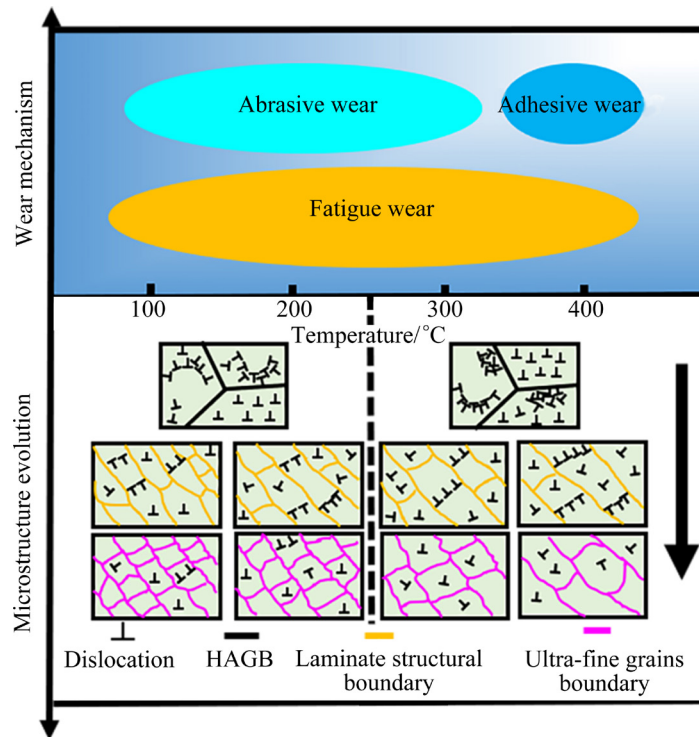 Wear mechanism
Abrasive wear
Adhesive wear
Fatigue wear
100
200
300
400
Temperature/°C
Microstructure evolution
Dislocation
HAGB
Laminate structural
boundary
Ultra-fine grains
boundary